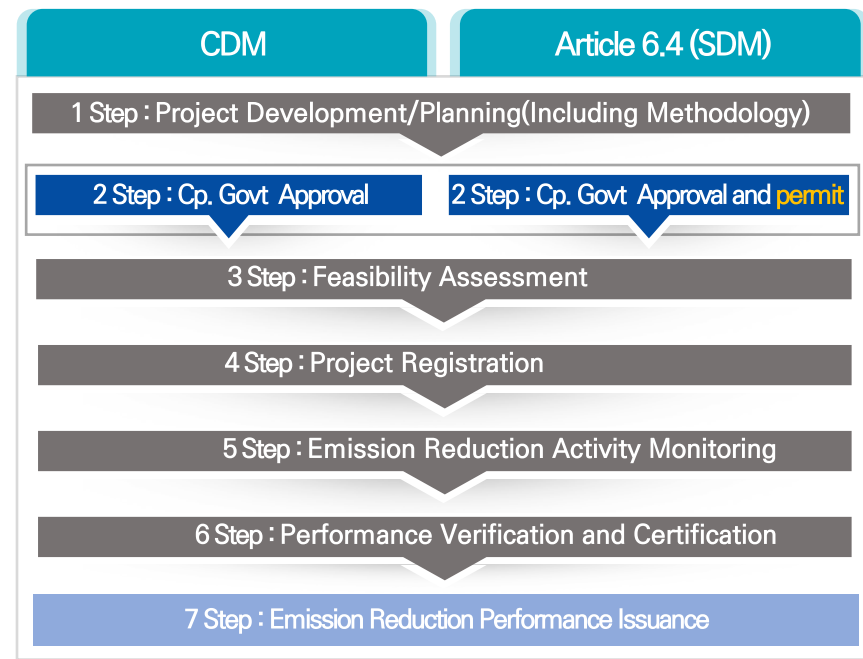 CDM
Article 6.4 (SDM)
1 Step : Project Development/Planning(Including Methodology)
2 Step : Cp. Govt Approval
2 Step : Cp. Govt Approval and permit
3 Step : Feasibility Assessment
4 Step : Project Registration
5 Step : Emission Reduction Activity Monitoring
6 Step : Performance Verification and Certification
7 Step : Emission Reduction Performance Issuance